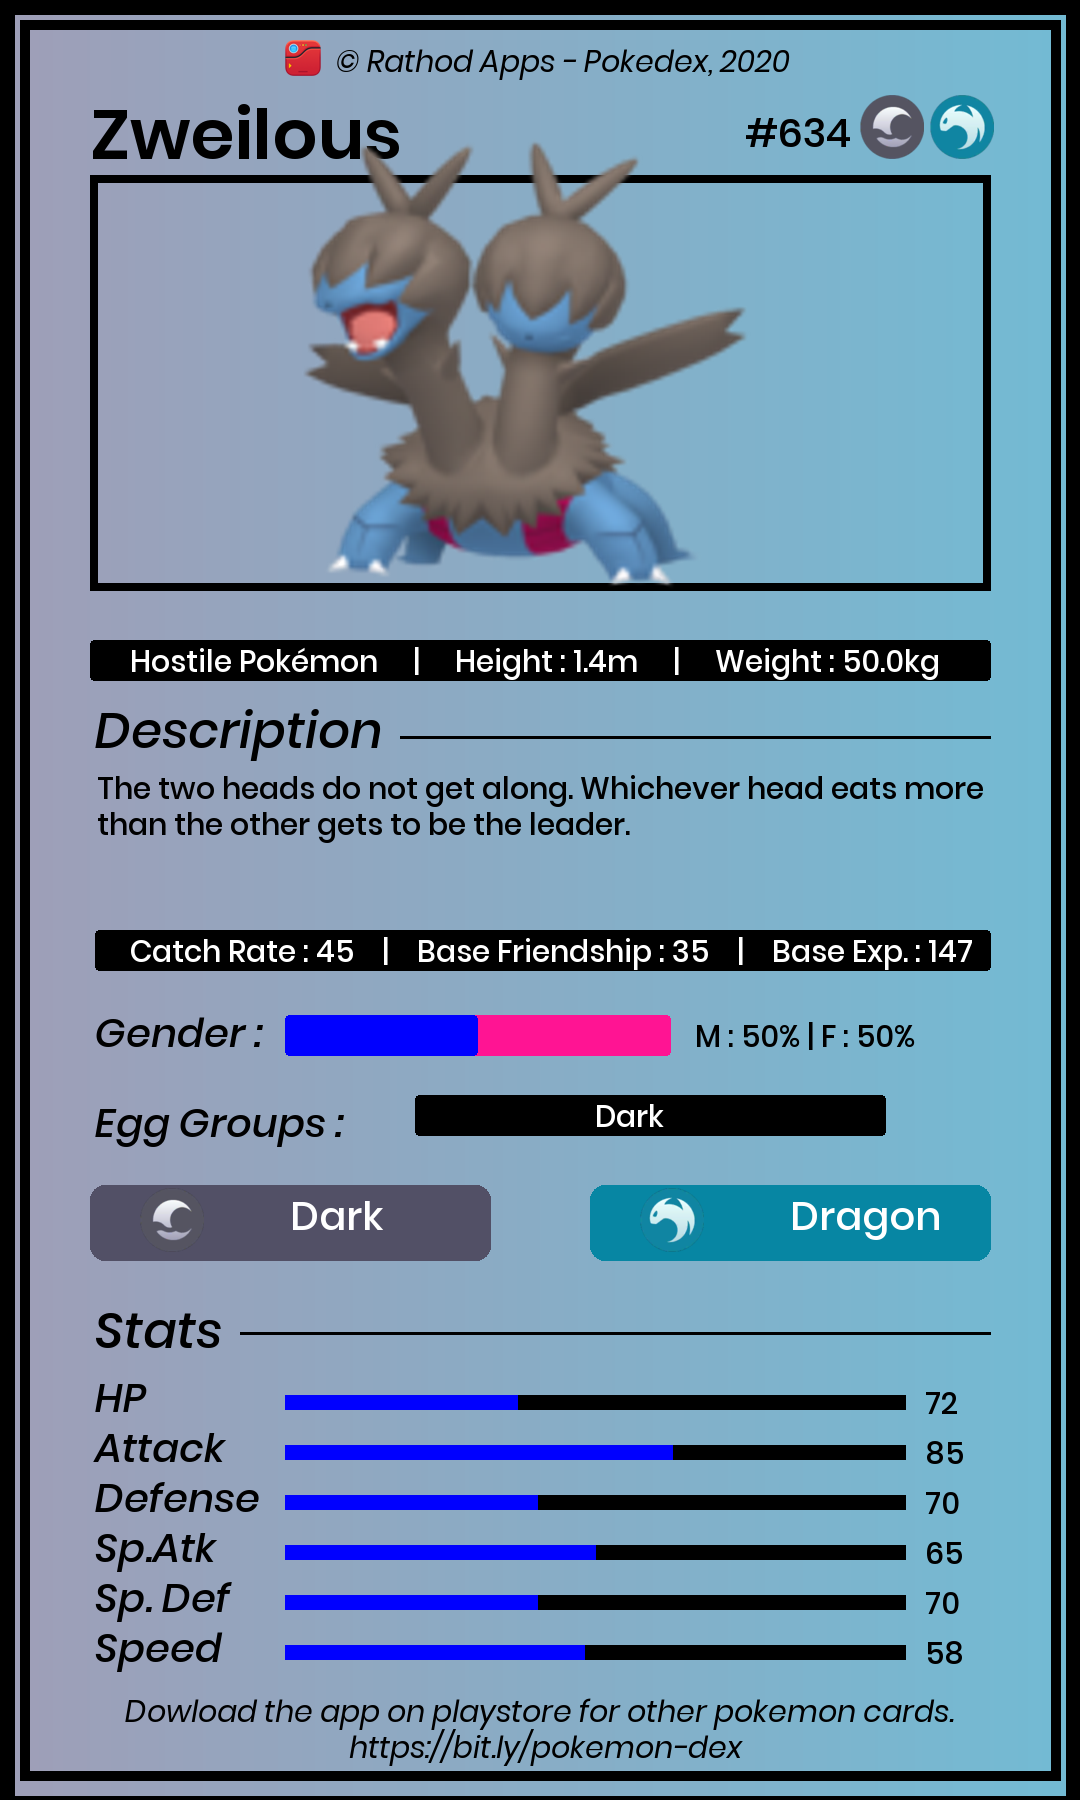 © Rathod Apps - Pokedex, 2020
Zweilous #634
Hostile Pokémon | Height : 1.4m | Weight : 50.0kg
Description
The two heads do not get along. Whichever head eats more
than the other gets to be the leader.
Catch Rate : 45 | Base Friendship : 35 | Base Exp. : 147
Gender : M : 50% | F : 50%
Egg Groups : Dark
Dark Dragon
Stats
HP 72
Attack 85
Defense 70
Sp.Atk 65
Sp. Def 70
Speed 58
Dowload the app on playstore for other pokemon cards.
https://bit.ly/pokemon-dex